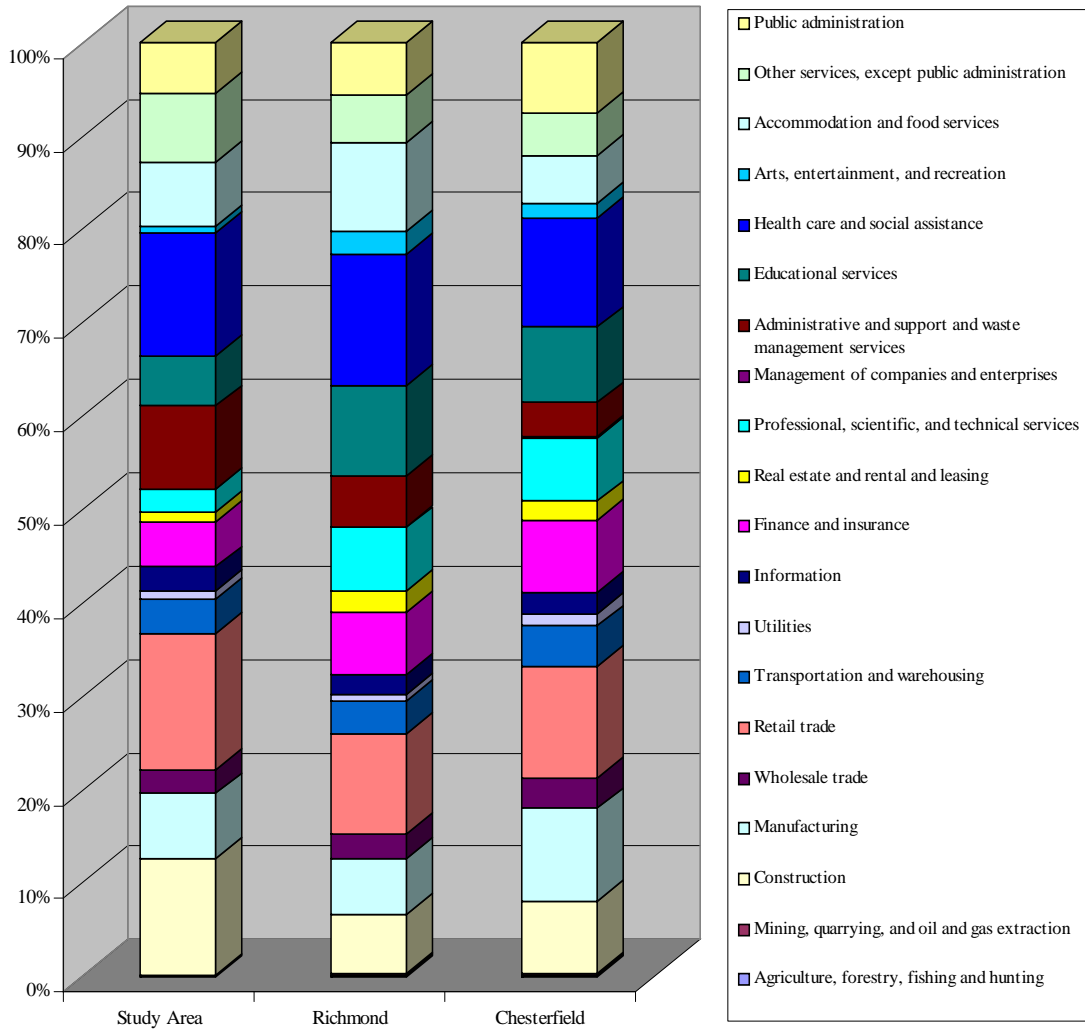 100%
90%
80%
70%
60%
50%
40%
30%
20%
10%
0%
Study Area
Richmond
Chesterfield
Public administration
Other services, except public administration
Accommodation and food services
Arts, entertainment, and recreation
Health care and social assistance
Educational services
Administrative and support and waste
management services
Management of companies and enterprises
Professional, scientific, and technical services
Real estate and rental and leasing
Finance and insurance
Information
Utilities
Transportation and warehousing
Retail trade
Wholesale trade
Manufacturing
Construction
Mining, quarrying, and oil and gas extraction
Agriculture, forestry, fishing and hunting